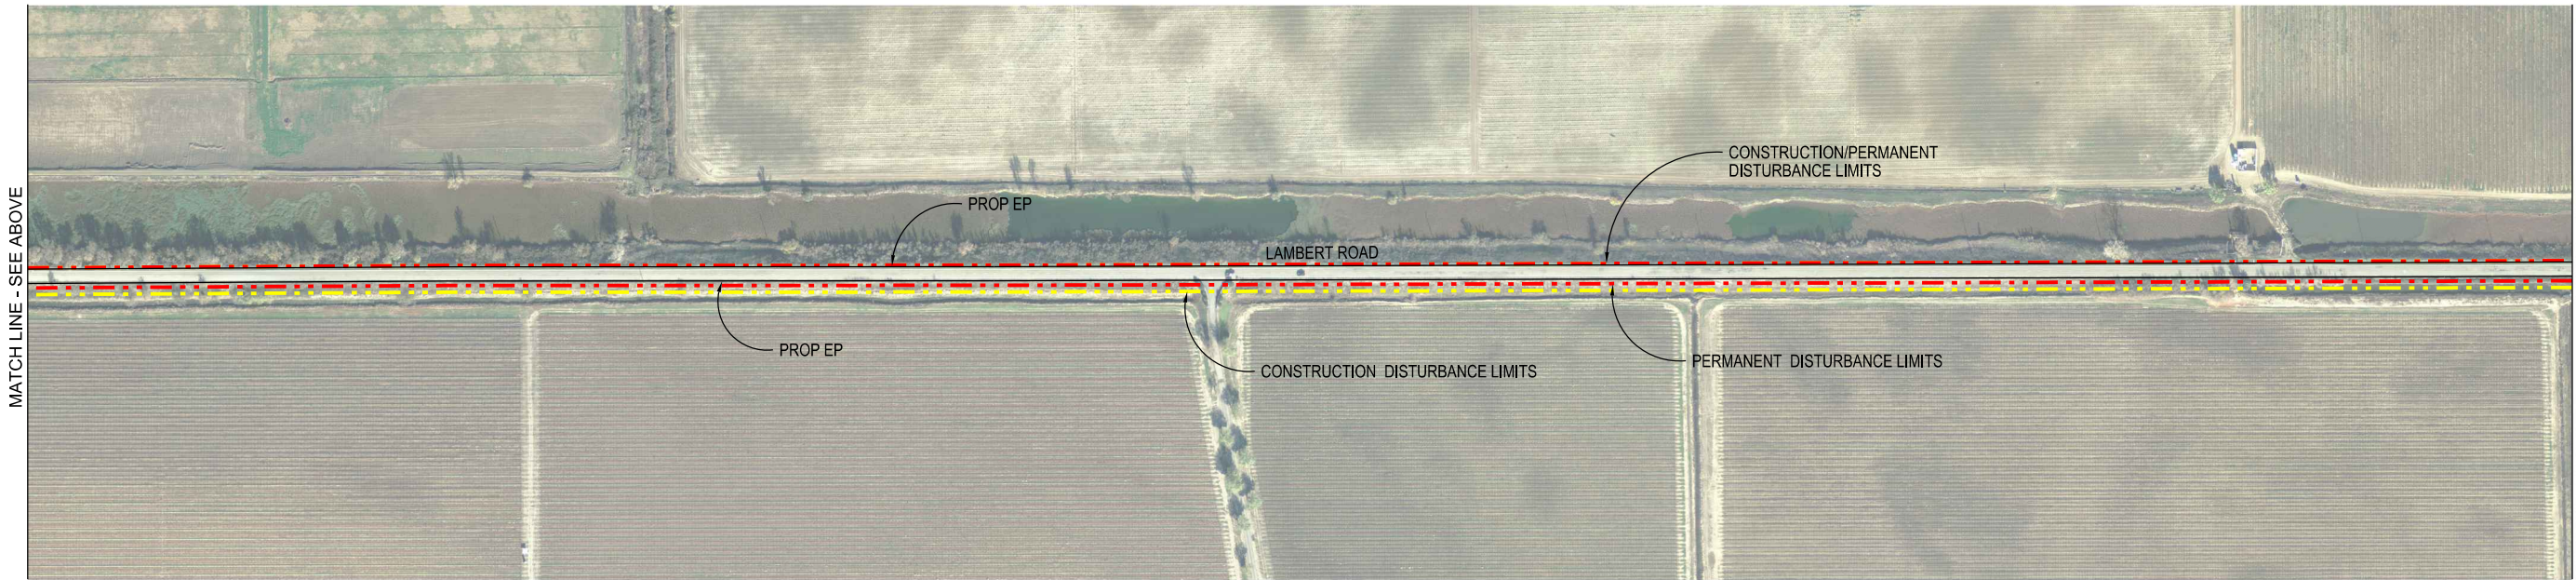 MATCH LINE - SEE ABOVE
CONSTRUCTION/PERMANENT
DISTURBANCE LIMITS
PROP EP
LAMBERT ROAD
PROP EP
CONSTRUCTION  DISTURBANCE LIMITS
PERMANENT  DISTURBANCE LIMITS